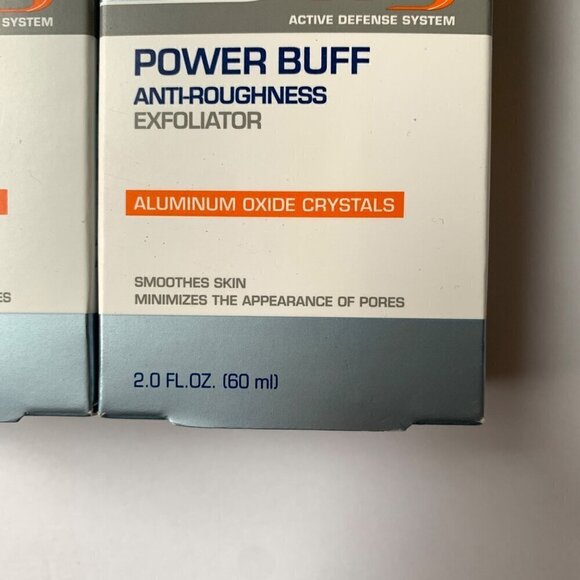 SYSTEM
ACTIVE DEFENSE SYSTEM
POWER BUFF
ANTI-ROUGHNESS
EXFOLIATOR
ALUMINUM OXIDE CRYSTALS
SMOOTHES SKIN
MINIMIZES THE APPEARANCE OF PORES
2.0 FL.OZ. (60 ml)